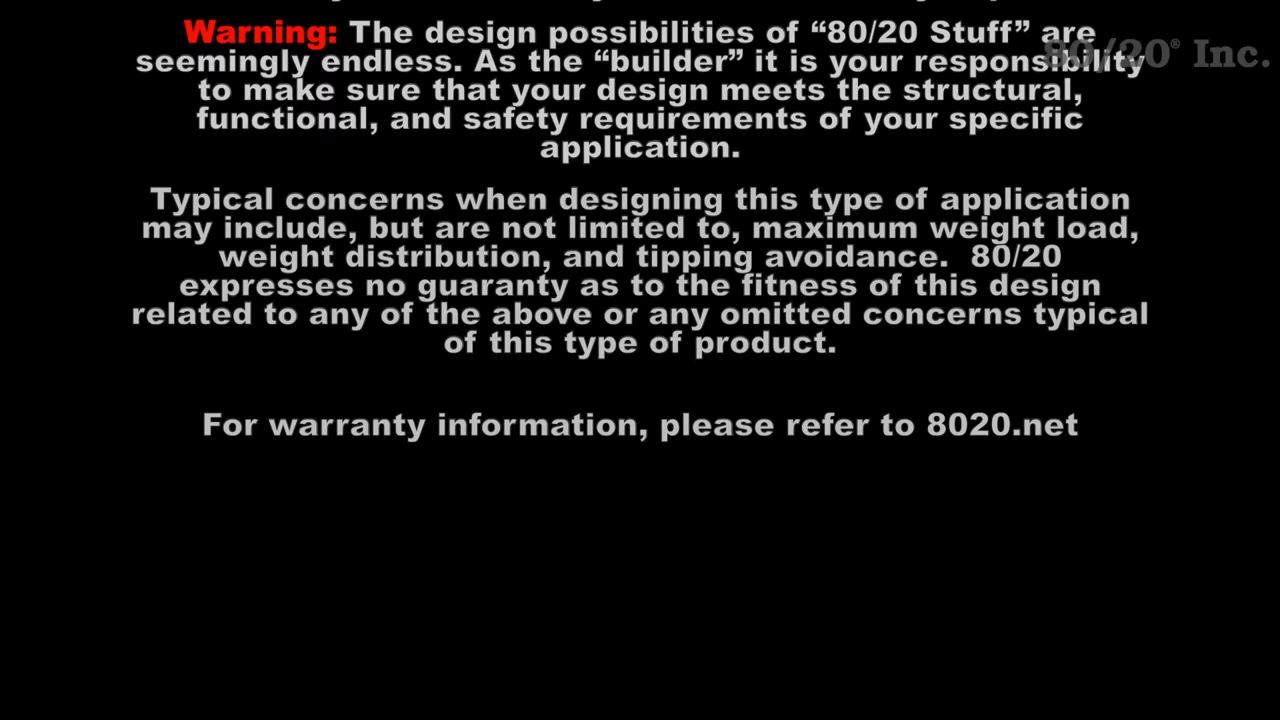 Warning: The design possibilities of “80/20 Stuff” are
seemingly endless. As the “builder” it is your responsibility
to make sure that your design meets the structural,
functional, and safety requirements of your specific
application.
Typical concerns when designing this type of application
may include, but are not limited to, maximum weight load,
weight distribution, and tipping avoidance.  80/20
expresses no guaranty as to the fitness of this design
related to any of the above or any omitted concerns typical
of this type of product.
For warranty information, please refer to 8020.net
80/20® Inc.